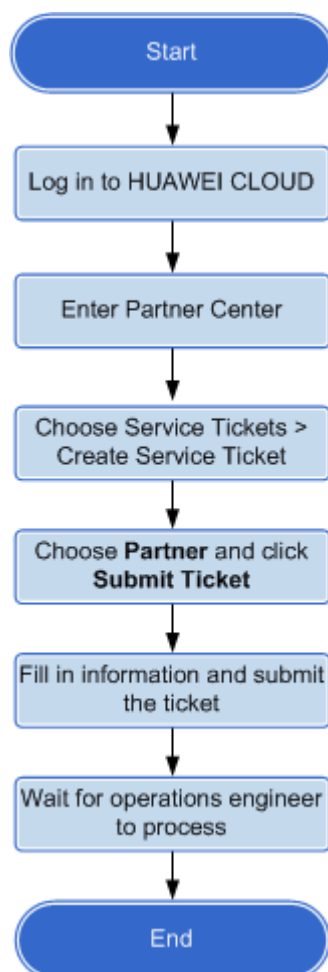 Start
Log in to HUAWEI CLOUD
Enter Partner Center
Choose Service Tickets >
Create Service Ticket
Choose Partner and click
Submit Ticket
Fill in information and submit
the ticket
Wait for operations engineer
to process
End